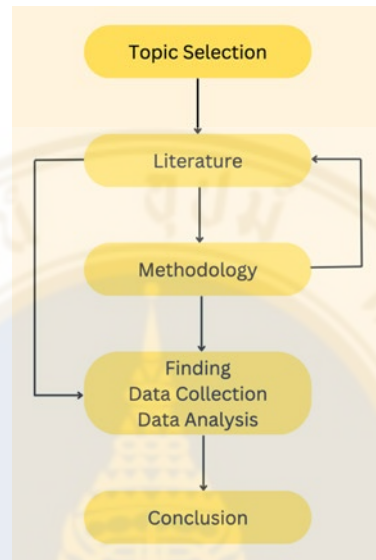 Topic Selection
Literature
Methodology
Finding
Data Collection
Data Analysis
Conclusion